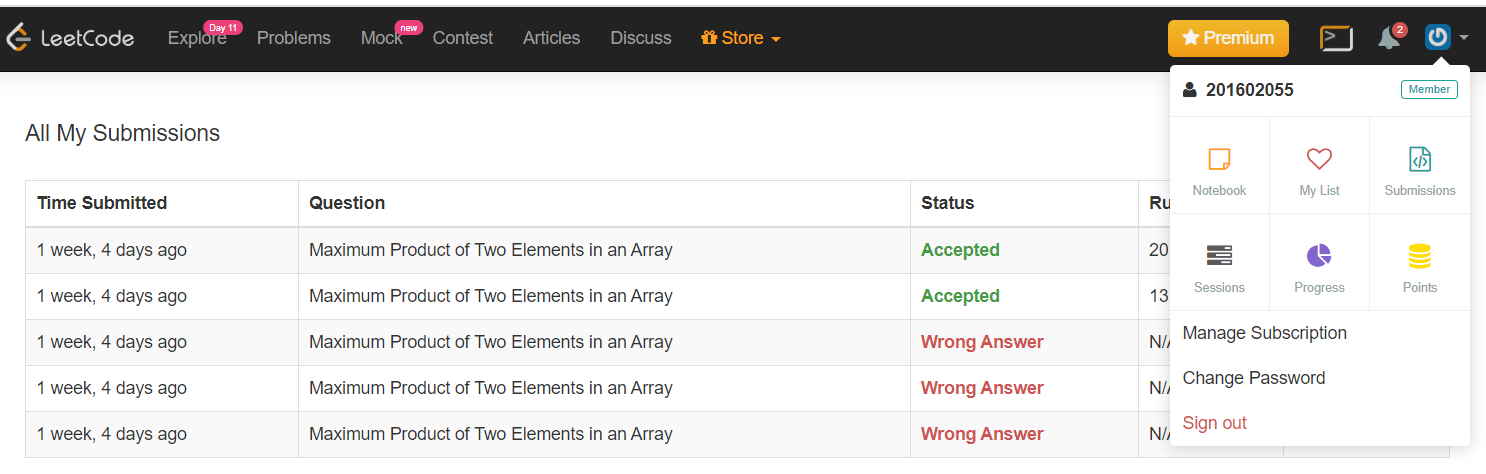 LeetCode Explore Day 11 Problems Mock new Contest Articles Discuss Store Premium 2
201602055 Member
All My Submissions
Notebook My List Submissions
Time Submitted Question Status Ru
1 week, 4 days ago Maximum Product of Two Elements in an Array Accepted 20
Sessions Progress Points
1 week, 4 days ago Maximum Product of Two Elements in an Array Accepted 13
1 week, 4 days ago Maximum Product of Two Elements in an Array Wrong Answer N/A
Manage Subscription
1 week, 4 days ago Maximum Product of Two Elements in an Array Wrong Answer N/A
Change Password
1 week, 4 days ago Maximum Product of Two Elements in an Array Wrong Answer N/A
Sign out